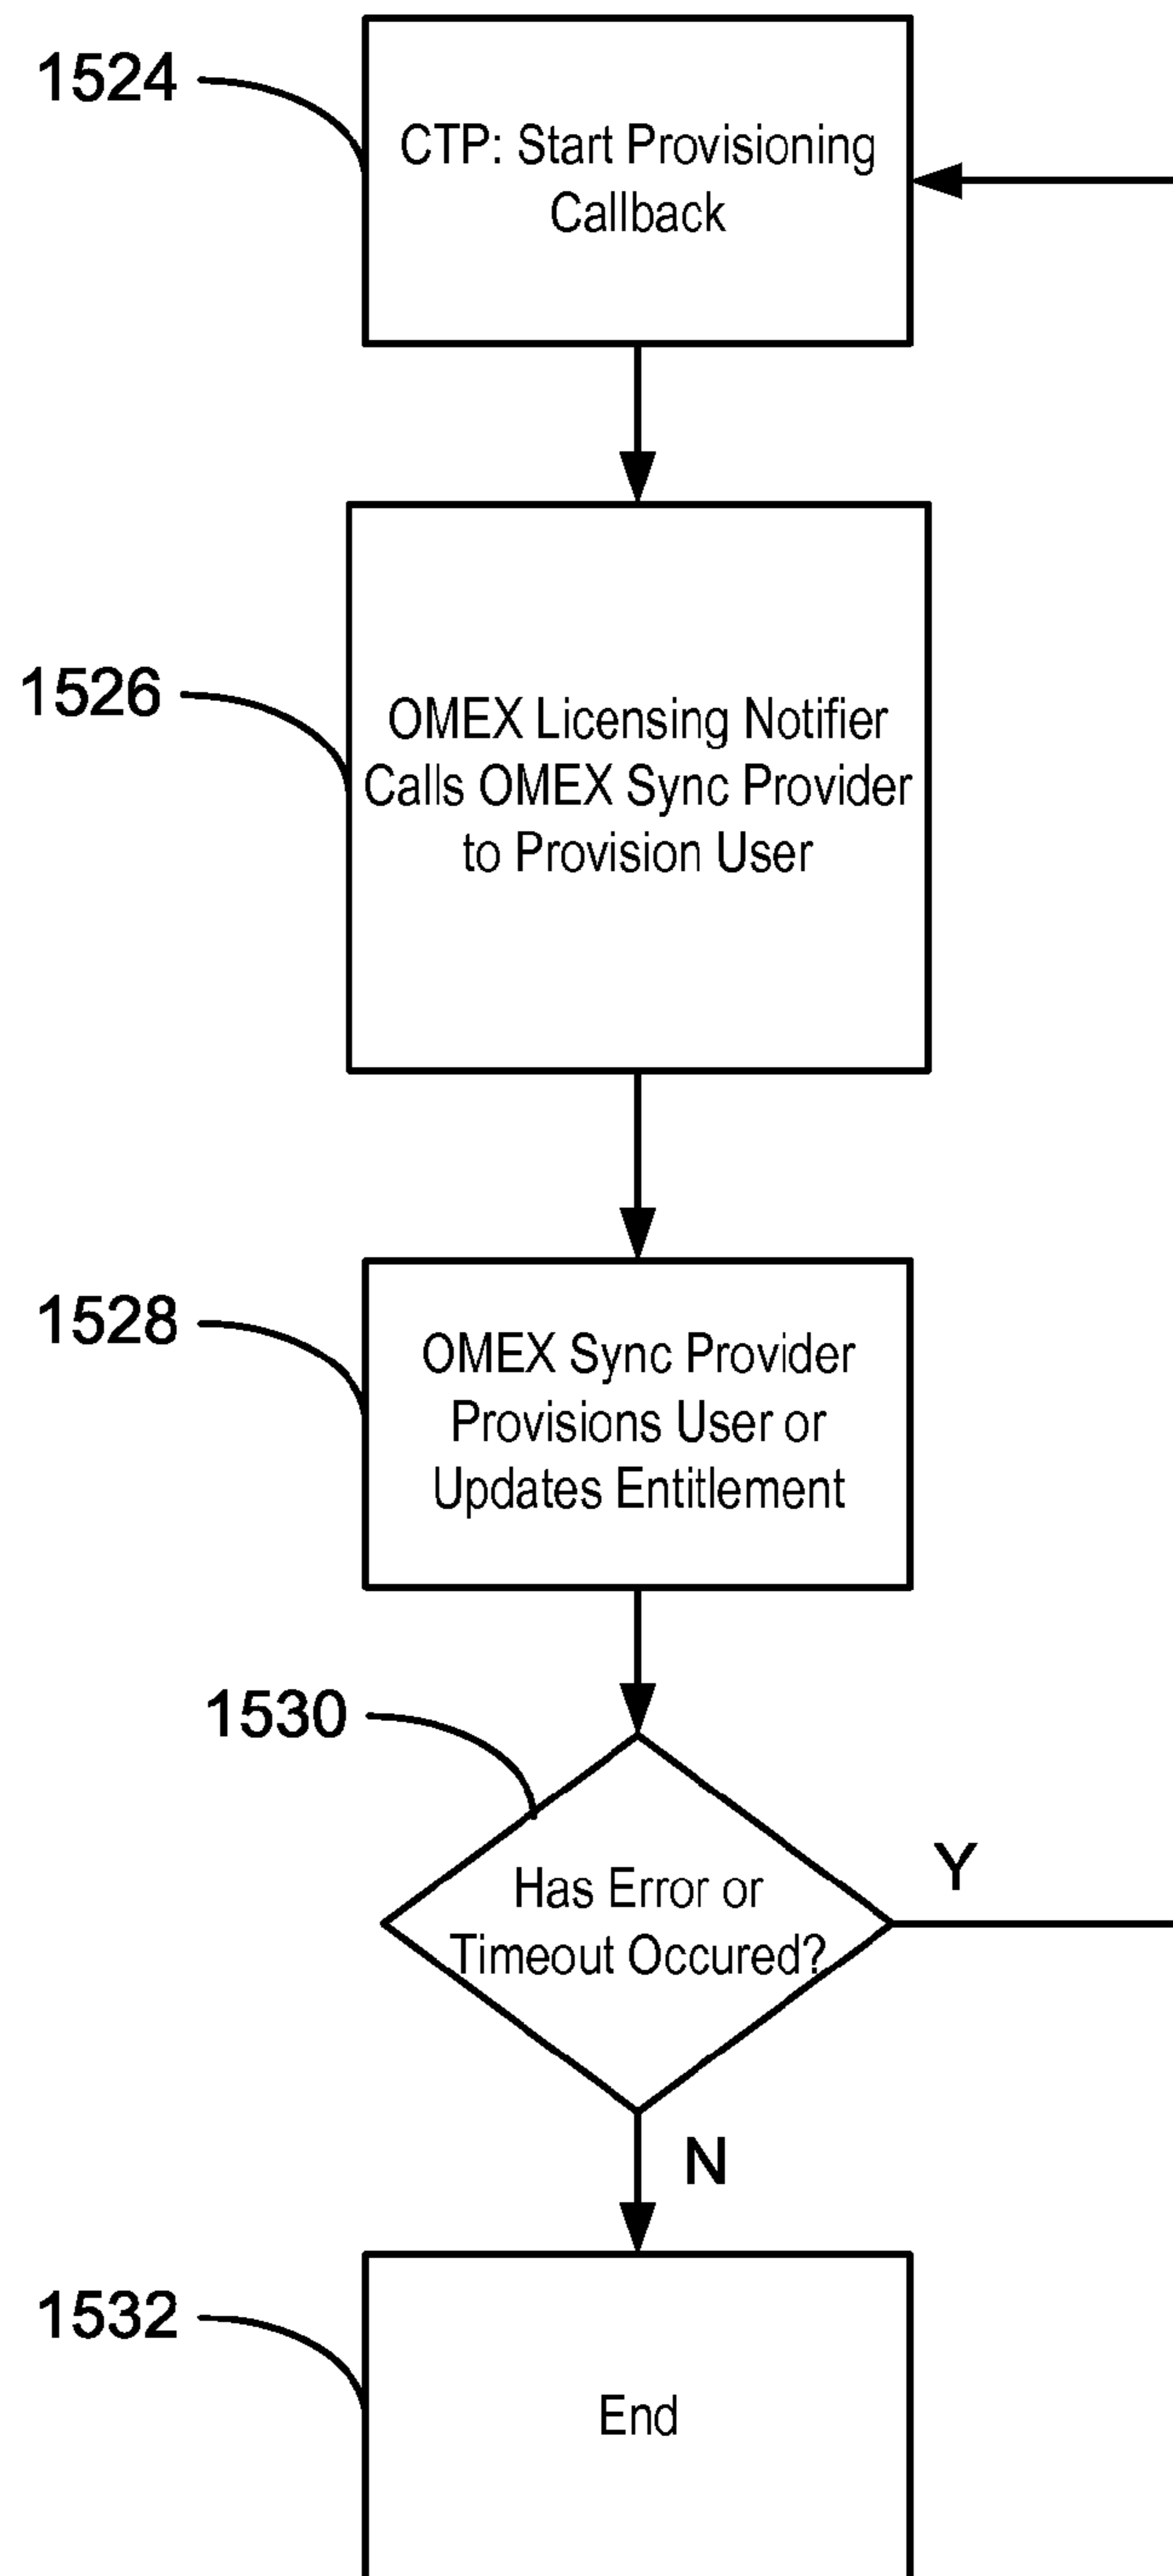 1524
CTP: Start Provisioning
Callback
1526
OMEX Licensing Notifier
Calls OMEX Sync Provider
to Provision User
1528
OMEX Sync Provider
Provisions User or
Updates Entitlement
1530
Has Error or
Timeout Occured?
Y
N
1532
End